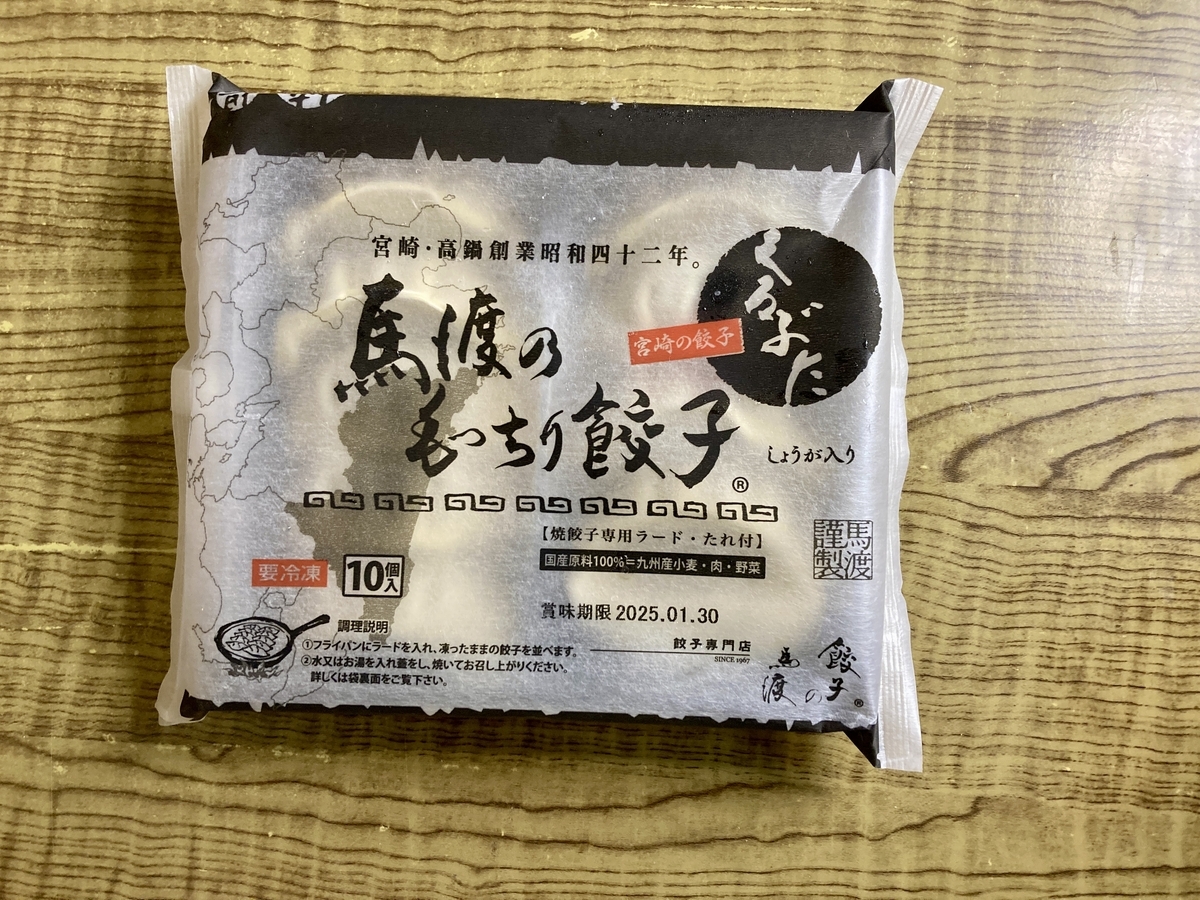 宮崎・高鍋創業昭和四十二年。
くろぶた
馬渡の
もっちり餃子®
宮崎の餃子
しょうが入り
【焼餃子専用ラード・たれ付】
国産原料100%=九州産小麦・肉・野菜
馬渡
謹製
要冷凍
10個入
賞味期限 2025.01.30
調理説明
①フライパンにラードを入れ、凍ったままの餃子を並べます。
②水又はお湯を入れ蓋をし、焼いてお召し上がりください。
詳しくは袋裏面をご覧下さい。
餃子専門店
SINCE 1967
餃子の
馬渡®